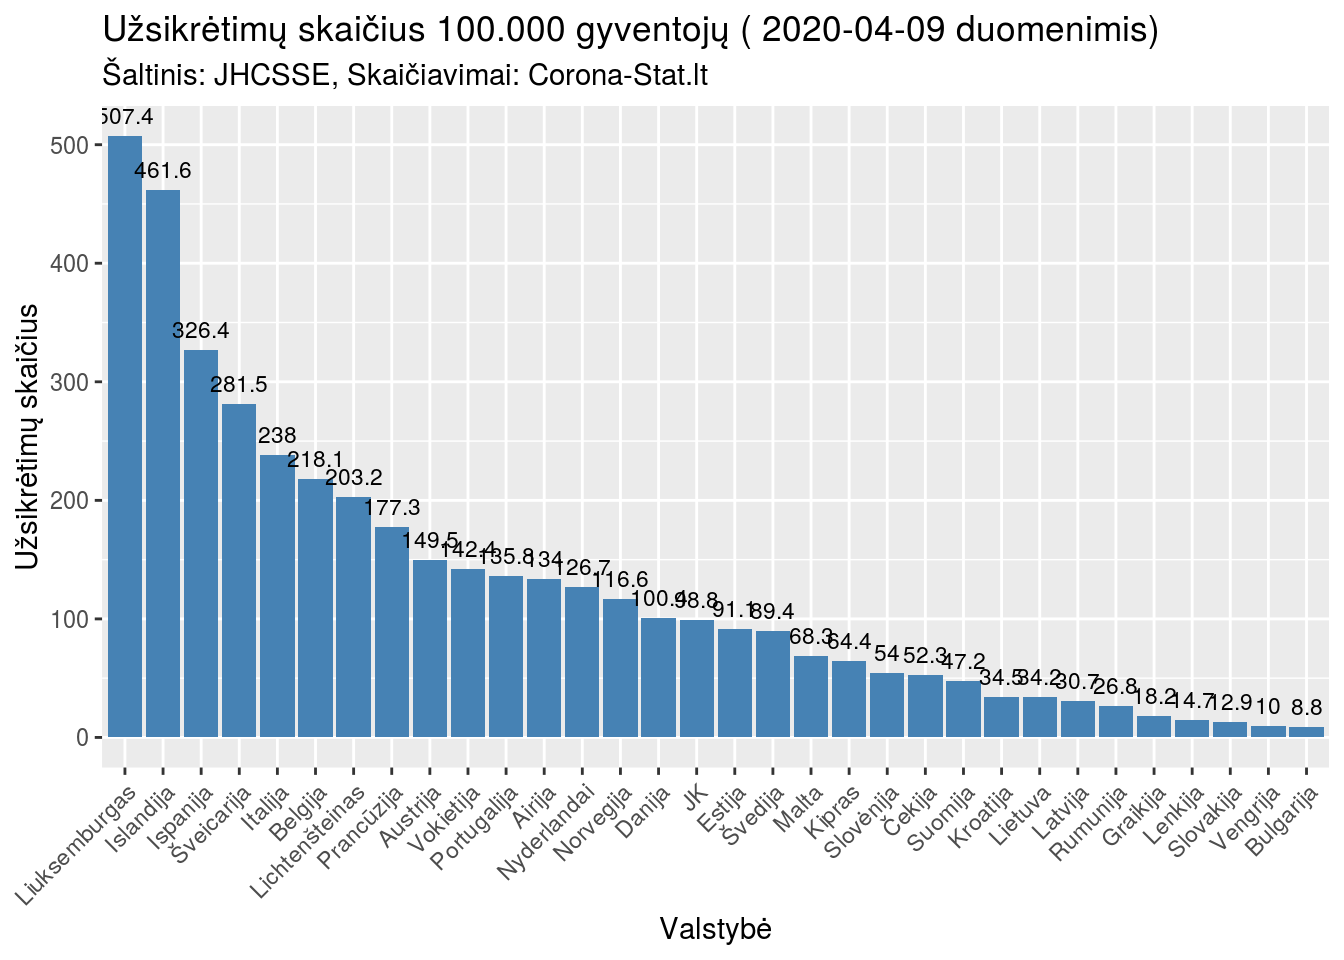 Užsikrėtimų skaičius 100.000 gyventojų ( 2020-04-09 duomenimis)
Šaltinis: JHCSSE, Skaičiavimai: Corona-Stat.lt
Užsikrėtimų skaičius
500
400
300
200
100
0
507.4
461.6
326.4
281.5
238
218.1
203.2
177.3
149.5
142.4
135.8
134
126.7
116.6
100.4
98.8
91.1
89.4
68.3
64.4
54
52.3
47.2
34.5
34.2
30.7
26.8
18.2
14.7
12.9
10
8.8
Liuksemburgas
Islandija
Ispanija
Šveicarija
Italija
Belgija
Lichtenšteinas
Prancūzija
Austrija
Vokietija
Portugalija
Airija
Nyderlandai
Norvegija
Danija
JK
Estija
Švedija
Malta
Kipras
Slovėnija
Čekija
Suomija
Kroatija
Lietuva
Latvija
Rumunija
Graikija
Lenkija
Slovakija
Vengrija
Bulgarija
Valstybė